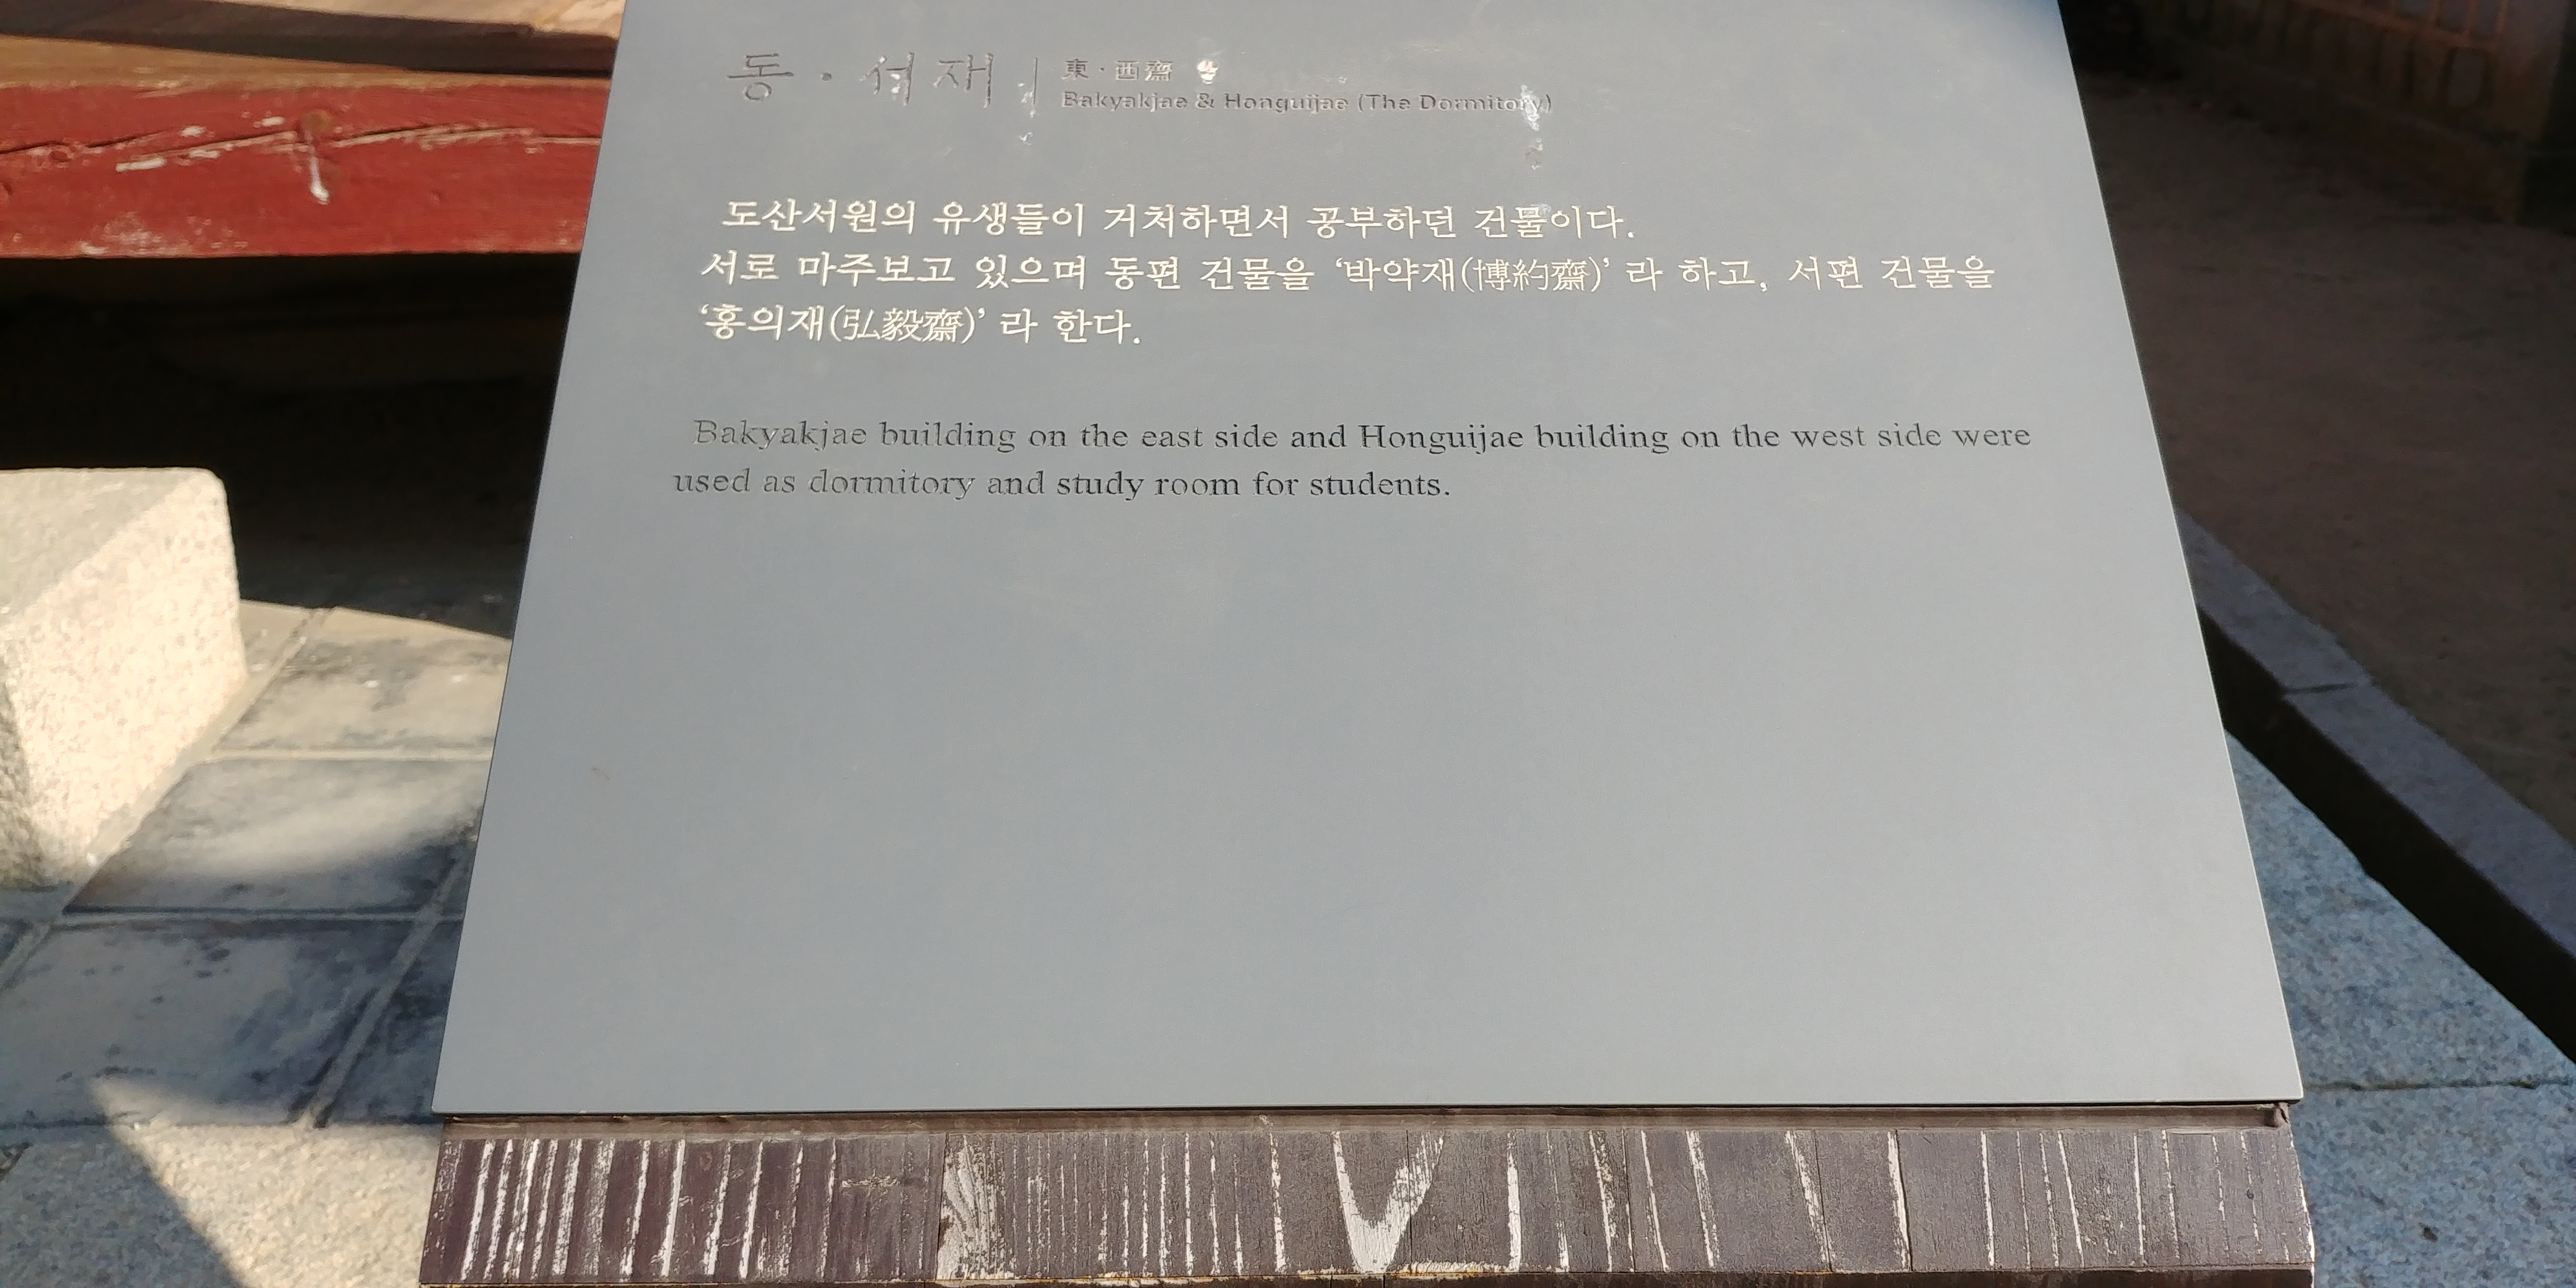 동·서재 | 東·西齋
Bakyakjae & Honguijae (The Dormitory)
도산서원의 유생들이 거처하면서 공부하던 건물이다.
서로 마주보고 있으며 동편 건물을 ‘박약재(博約齋)’ 라 하고, 서편 건물을
‘홍의재(弘毅齋)’ 라 한다.
Bakyakjae building on the east side and Honguijae building on the west side were
used as dormitory and study room for students.